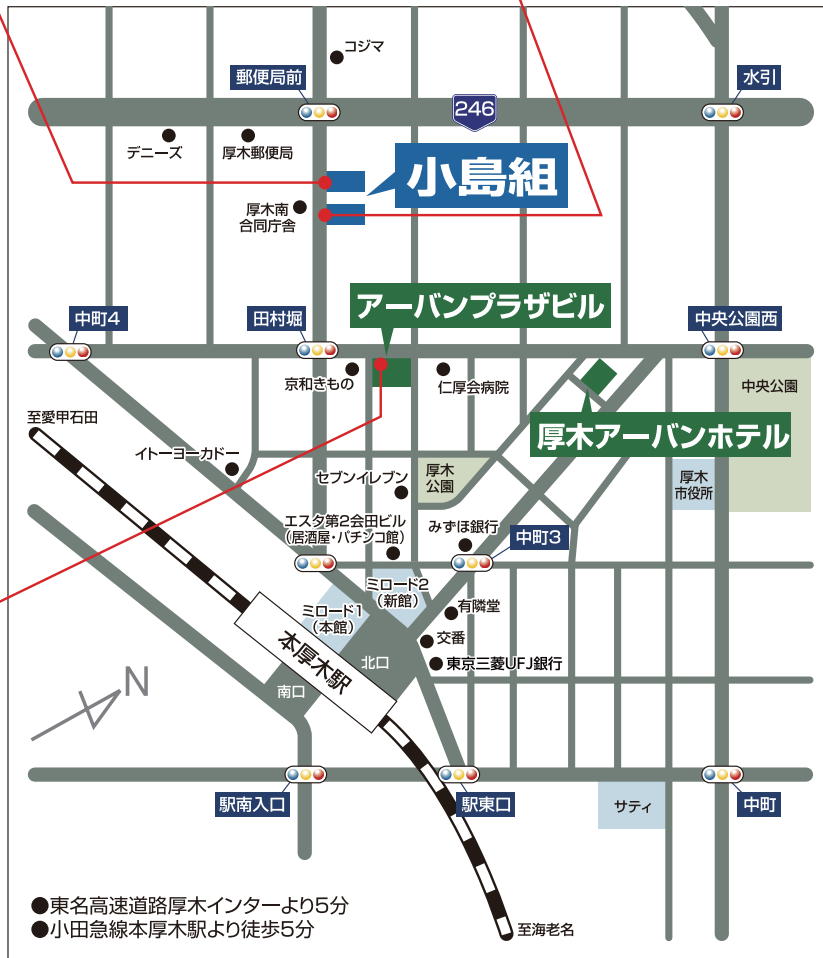 コジマ
郵便局前
246
水引
デニーズ
厚木郵便局
小島組
厚木南
合同庁舎
アーバンプラザビル
中町4
田村堀
中央公園西
京和きもの
仁厚会病院
中央公園
至愛甲石田
厚木アーバンホテル
イトーヨーカドー
セブンイレブン
厚木
公園
厚木
市役所
エスタ第2会田ビル
(居酒屋・パチンコ館)
みずほ銀行
中町3
ミロード2
(新館)
ミロード1
(本館)
有隣堂
交番
東京三菱UFJ銀行
本厚木駅
北口
南口
N
駅南入口
駅東口
サティ
中町
●東名高速道路厚木インターより5分
●小田急線本厚木駅より徒歩5分
至海老名